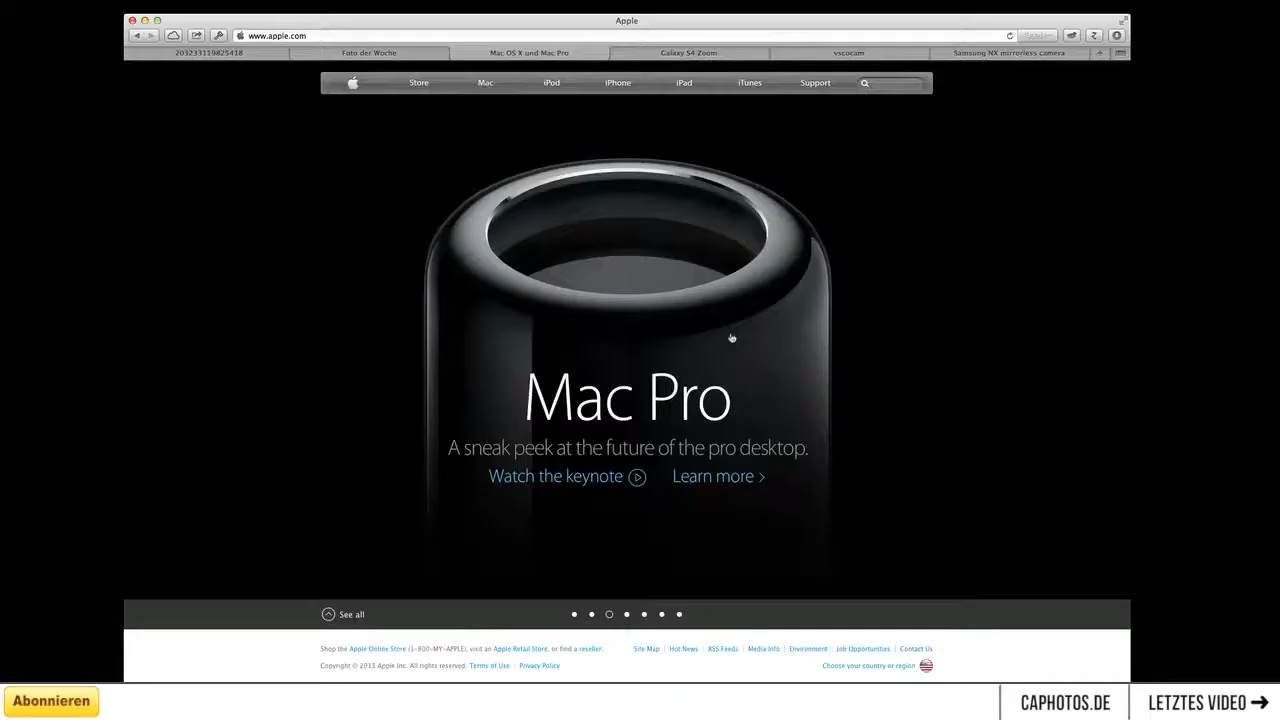 Apple
www.apple.com
203233119825418 Foto der Woche Mac OS X und Mac Pro Galaxy S4 Zoom vscocam Samsung NX mirrorless camera
Store Mac iPod iPhone iPad iTunes Support
Mac Pro
A sneak peek at the future of the pro desktop.
Watch the keynote Learn more >
See all
Shop the Apple Online Store (1-800-MY-APPLE), visit an Apple Retail Store, or find a reseller. Site Map Hot News RSS Feeds Media Info Environment Job Opportunities Contact Us
Copyright © 2013 Apple Inc. All rights reserved. Terms of Use Privacy Policy Choose your country or region
Abonnieren CAPHOTOS.DE LETZTES VIDEO →